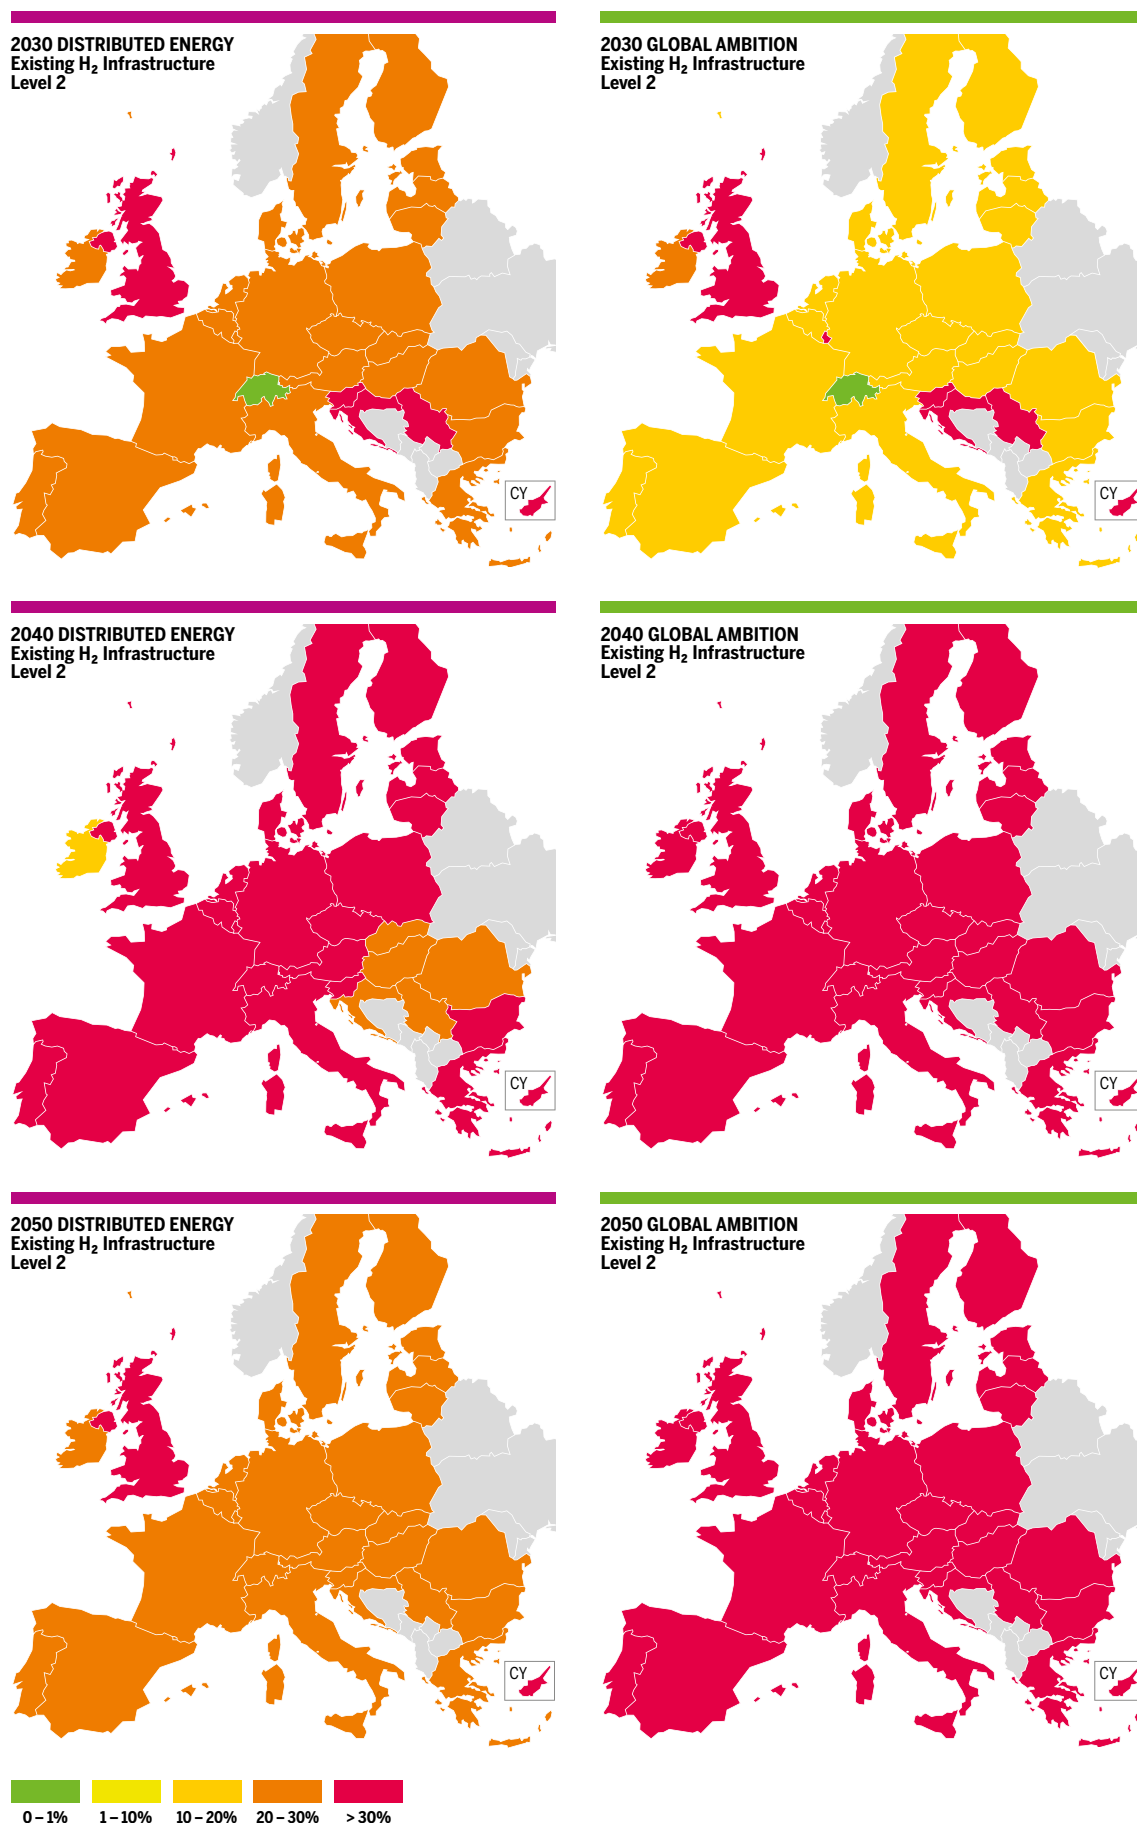 2030 DISTRIBUTED ENERGY
Existing H₂ Infrastructure
Level 2
CY
2030 GLOBAL AMBITION
Existing H₂ Infrastructure
Level 2
CY
2040 DISTRIBUTED ENERGY
Existing H₂ Infrastructure
Level 2
CY
2040 GLOBAL AMBITION
Existing H₂ Infrastructure
Level 2
CY
2050 DISTRIBUTED ENERGY
Existing H₂ Infrastructure
Level 2
CY
2050 GLOBAL AMBITION
Existing H₂ Infrastructure
Level 2
CY
0 – 1% 1 – 10% 10 – 20% 20 – 30% > 30%